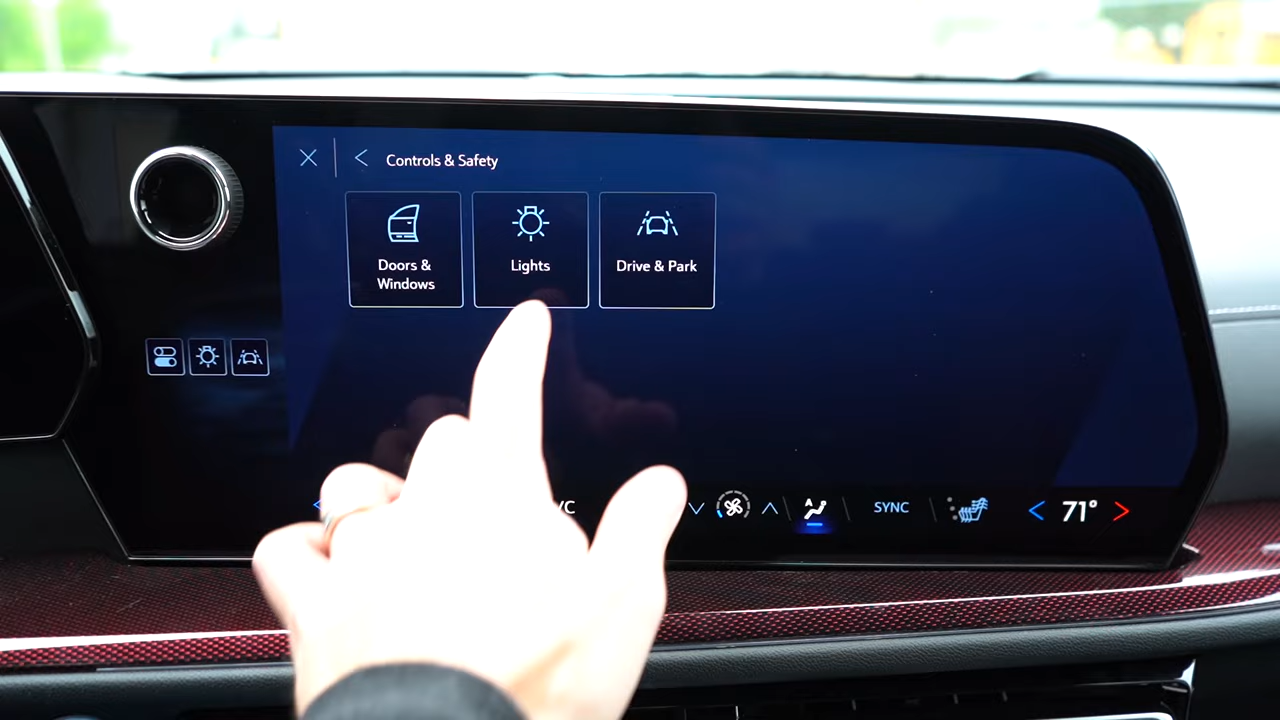 Controls & Safety
Doors &
Windows
Lights
Drive & Park
A
SYNC
71°